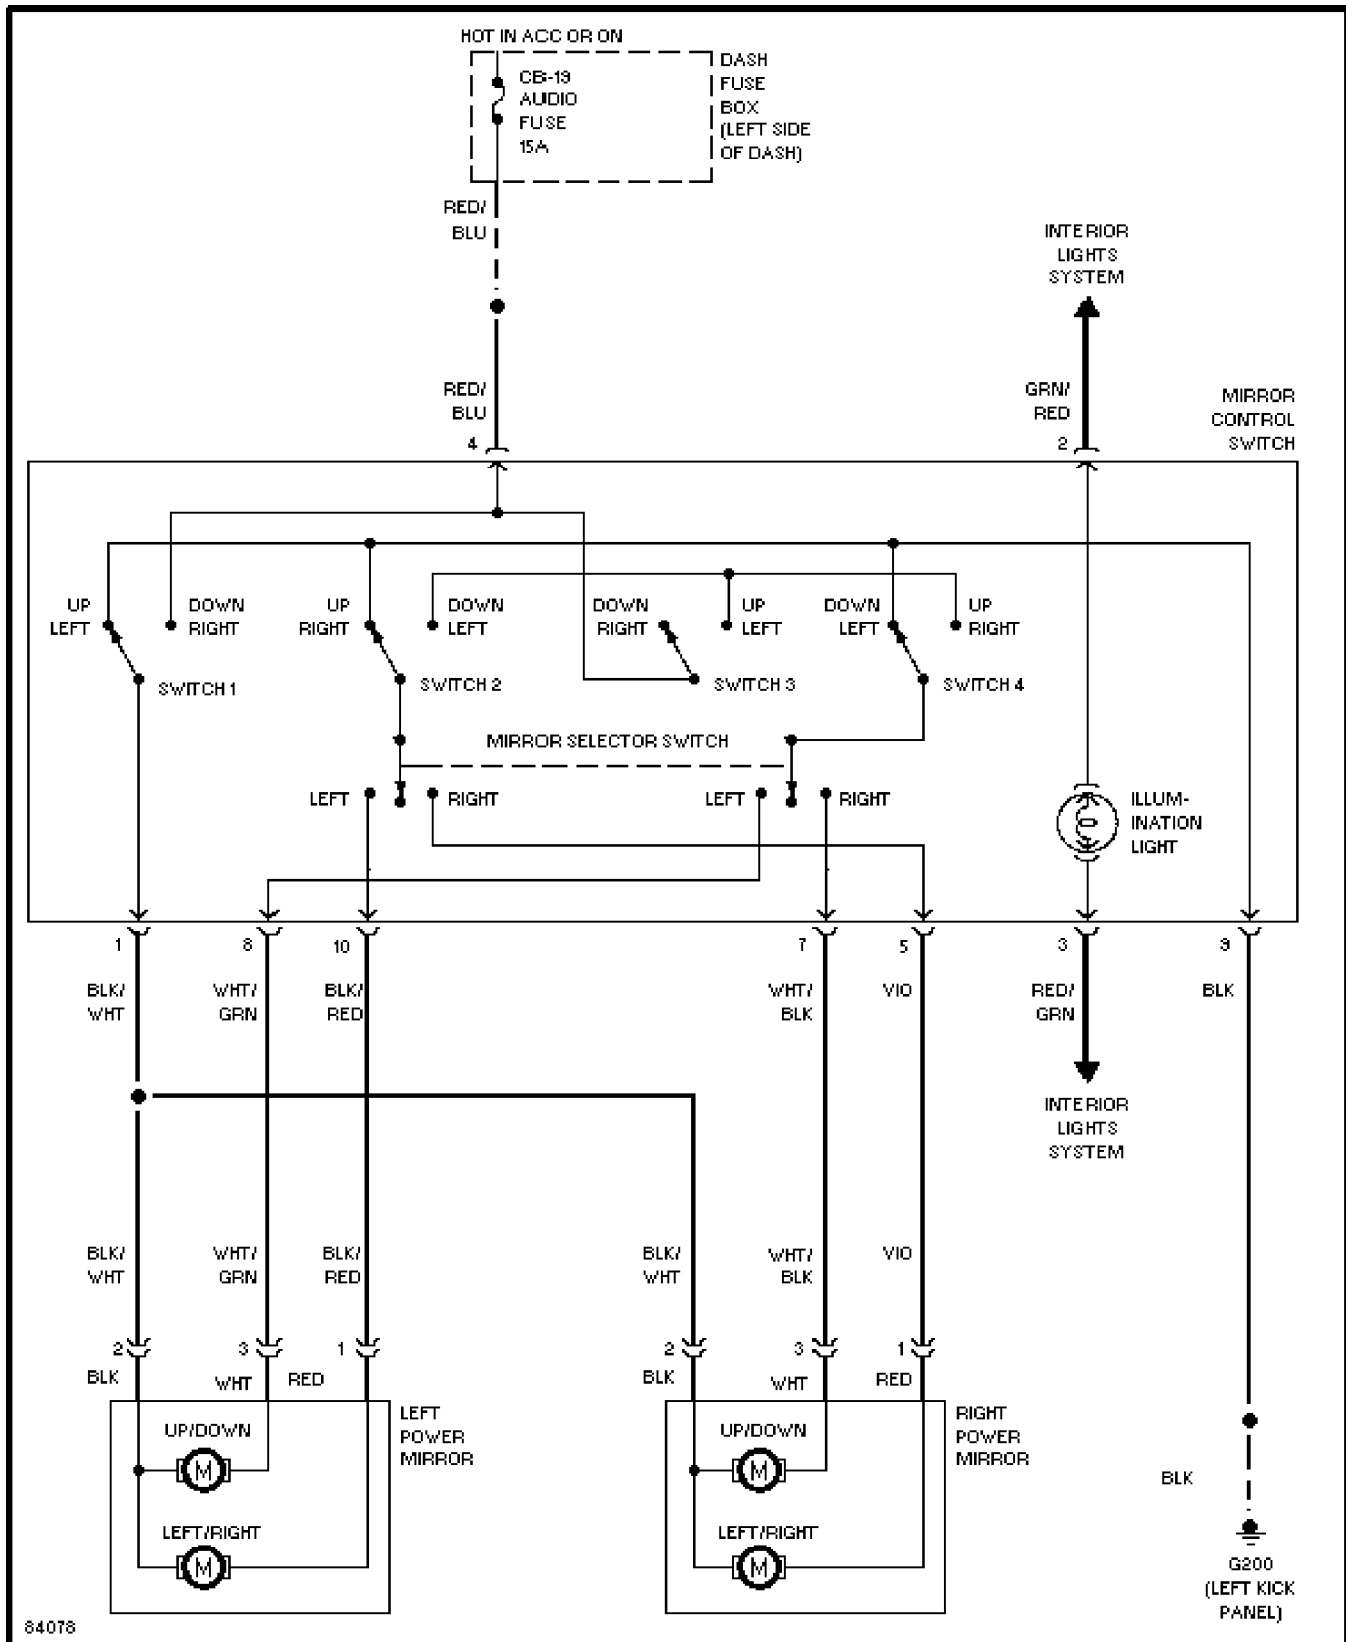 HOT IN ACC OR ON
CB-19
AUDIO
FUSE
15A
DASH
FUSE
BOX
(LEFT SIDE
OF DASH)
RED/
BLU
INTERIOR
LIGHTS
SYSTEM
RED/
BLU
4
GRN/
RED
2
MIRROR
CONTROL
SWITCH
UP
LEFT
DOWN
RIGHT
UP
RIGHT
DOWN
LEFT
DOWN
RIGHT
UP
LEFT
DOWN
LEFT
UP
RIGHT
SWITCH 1
SWITCH 2
SWITCH 3
SWITCH 4
MIRROR SELECTOR SWITCH
LEFT
RIGHT
LEFT
RIGHT
ILLUM-
INATION
LIGHT
1
8
10
7
5
3
9
BLK/
WHT
WHT/
GRN
BLK/
RED
WHT/
BLK
VIO
RED/
GRN
BLK
INTERIOR
LIGHTS
SYSTEM
BLK/
WHT
WHT/
GRN
BLK/
RED
BLK/
WHT
WHT/
BLK
VIO
2
3
1
2
3
1
BLK
WHT
RED
BLK
WHT
RED
UP/DOWN
M
LEFT/RIGHT
M
LEFT
POWER
MIRROR
UP/DOWN
M
LEFT/RIGHT
M
RIGHT
POWER
MIRROR
BLK
G200
(LEFT KICK
PANEL)
84078